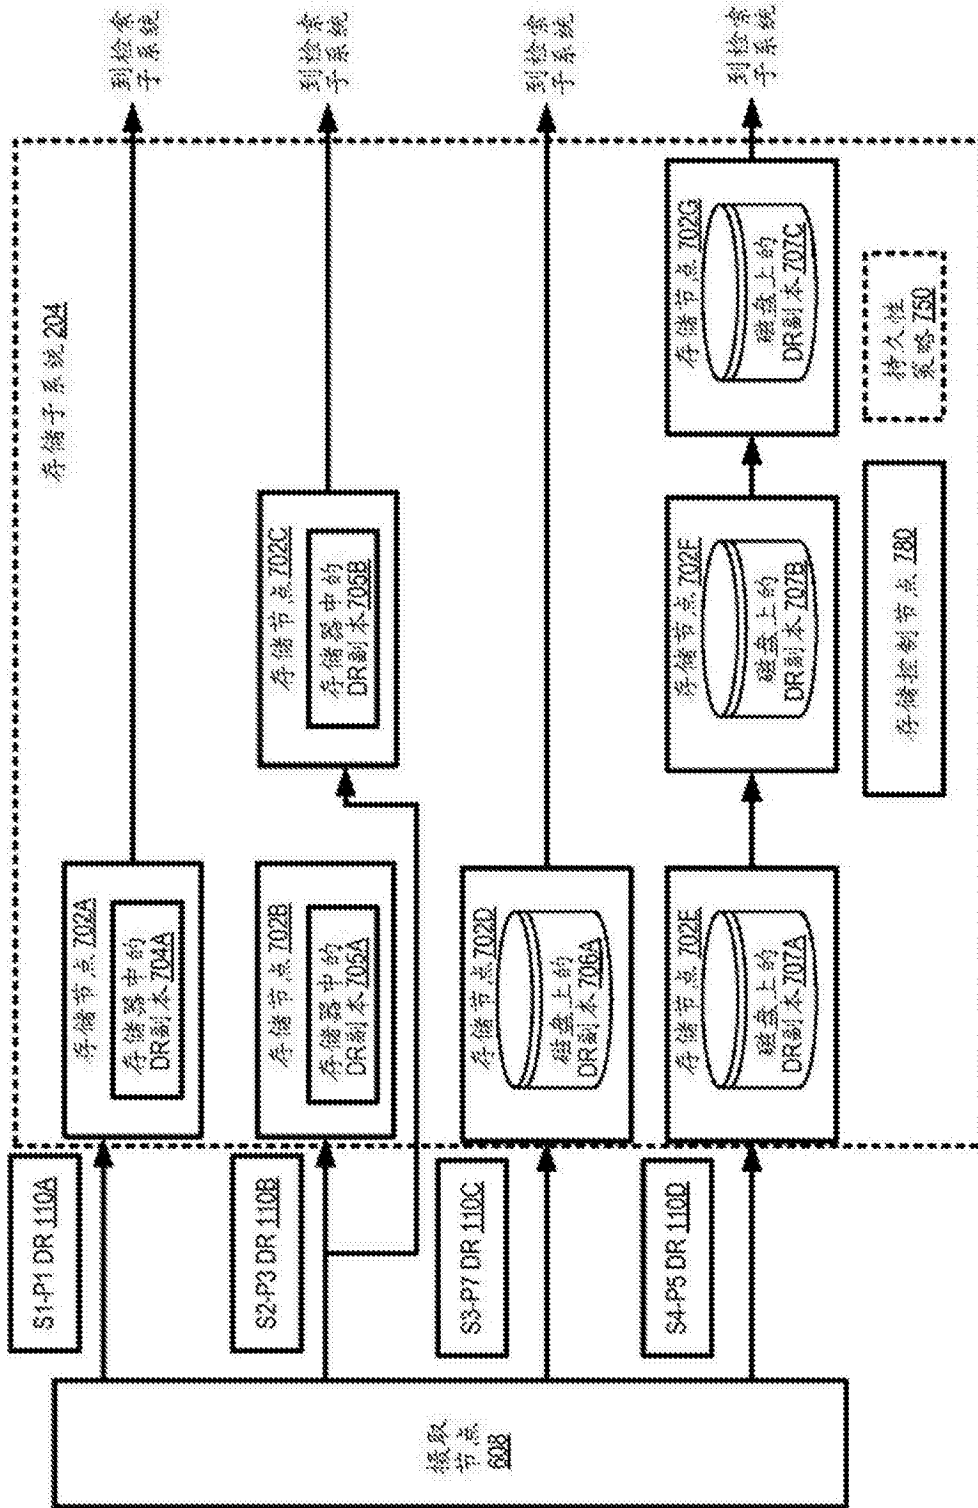 存储子系统 204
摄取
节点
608
S1-P1 DR 110A
存储节点 702A
存储器中的
DR副本 704A
到检索
子系统
S2-P3 DR 110B
存储节点 702B
存储器中的
DR副本 705A
存储节点 702C
存储器中的
DR副本 705B
到检索
子系统
S3-P7 DR 110C
存储节点 702D
磁盘上的
DR副本 706A
到检索
子系统
S4-P5 DR 110D
存储节点 702E
磁盘上的
DR副本 707A
存储节点 702F
磁盘上的
DR副本 707B
存储节点 702G
磁盘上的
DR副本 707C
到检索
子系统
存储控制节点 780
持久性
策略 750